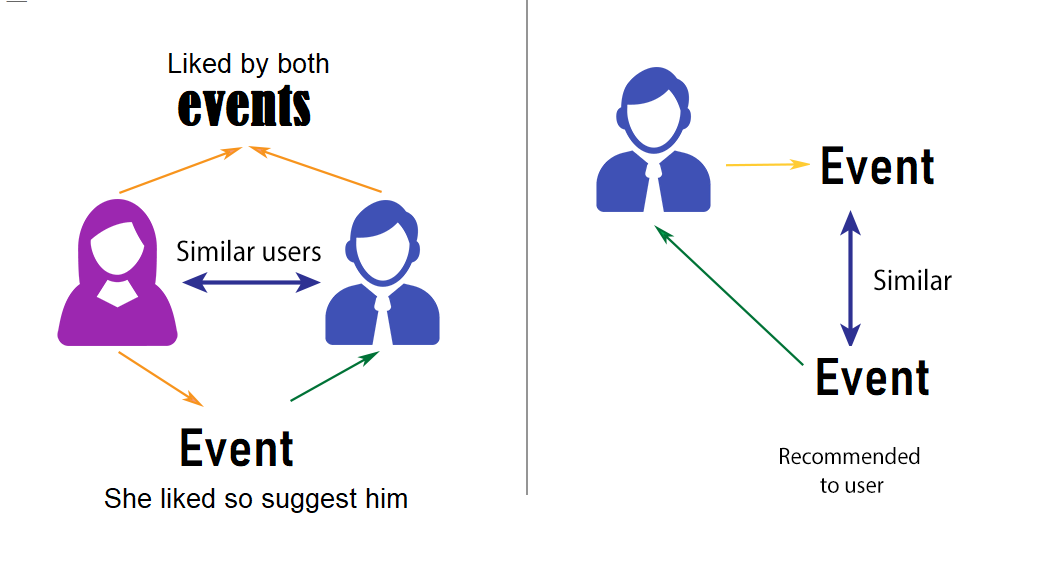 Liked by both
events
Similar users
Event
She liked so suggest him
Event
Similar
Event
Recommended
to user